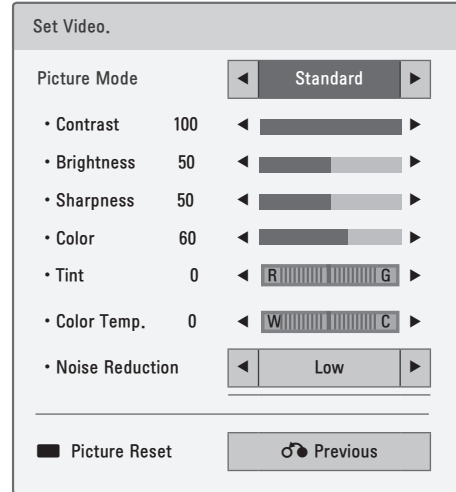 Set Video.
Picture Mode Standard
• Contrast 100
• Brightness 50
• Sharpness 50
• Color 60
• Tint 0 R G
• Color Temp. 0 W C
• Noise Reduction Low
Picture Reset Previous